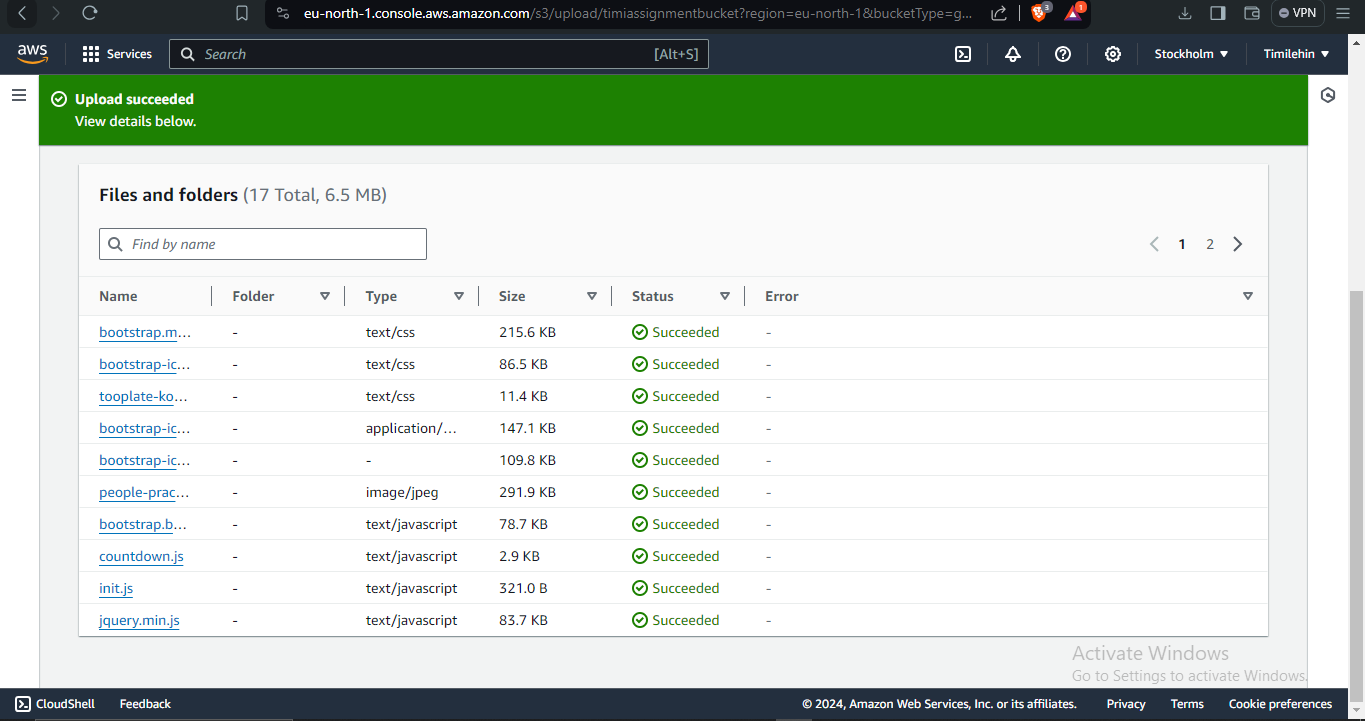 eu-north-1.console.aws.amazon.com/s3/upload/timiassignmentbucket?region=eu-north-1&bucketType=g...
3
1
VPN
aws
Services
Search
[Alt+S]
Stockholm
Timilehin
Upload succeeded
View details below.
Files and folders (17 Total, 6.5 MB)
Find by name
1 2
Name Folder Type Size Status Error
bootstrap.m... - text/css 215.6 KB Succeeded -
bootstrap-ic... - text/css 86.5 KB Succeeded -
tooplate-ko... - text/css 11.4 KB Succeeded -
bootstrap-ic... - application/... 147.1 KB Succeeded -
bootstrap-ic... - - 109.8 KB Succeeded -
people-prac... - image/jpeg 291.9 KB Succeeded -
bootstrap.b... - text/javascript 78.7 KB Succeeded -
countdown.js - text/javascript 2.9 KB Succeeded -
init.js - text/javascript 321.0 B Succeeded -
jquery.min.js - text/javascript 83.7 KB Succeeded -
Activate Windows
Go to Settings to activate Windows.
CloudShell Feedback © 2024, Amazon Web Services, Inc. or its affiliates. Privacy Terms Cookie preferences